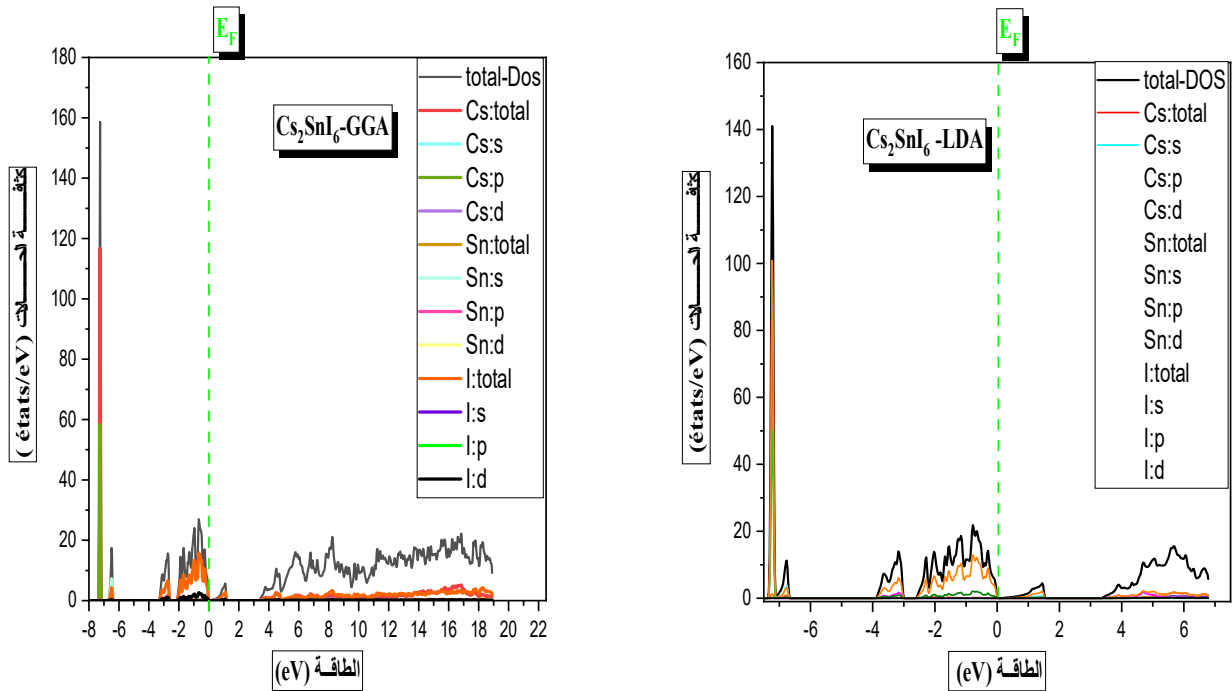 E_F
180
160
140
120
100
80
60
40
20
0
-8 -6 -4 -2 0 2 4 6 8 10 12 14 16 18 20 22
الطاقــة (eV)
(états/eV)
Cs₂SnI₆-GGA
total-Dos
Cs:total
Cs:s
Cs:p
Cs:d
Sn:total
Sn:s
Sn:p
Sn:d
I:total
I:s
I:p
I:d
E_F
160
140
120
100
80
60
40
20
0
-6 -4 -2 0 2 4 6
الطاقــة (eV)
(états/eV)
Cs₂SnI₆ -LDA
total-DOS
Cs:total
Cs:s
Cs:p
Cs:d
Sn:total
Sn:s
Sn:p
Sn:d
I:total
I:s
I:p
I:d